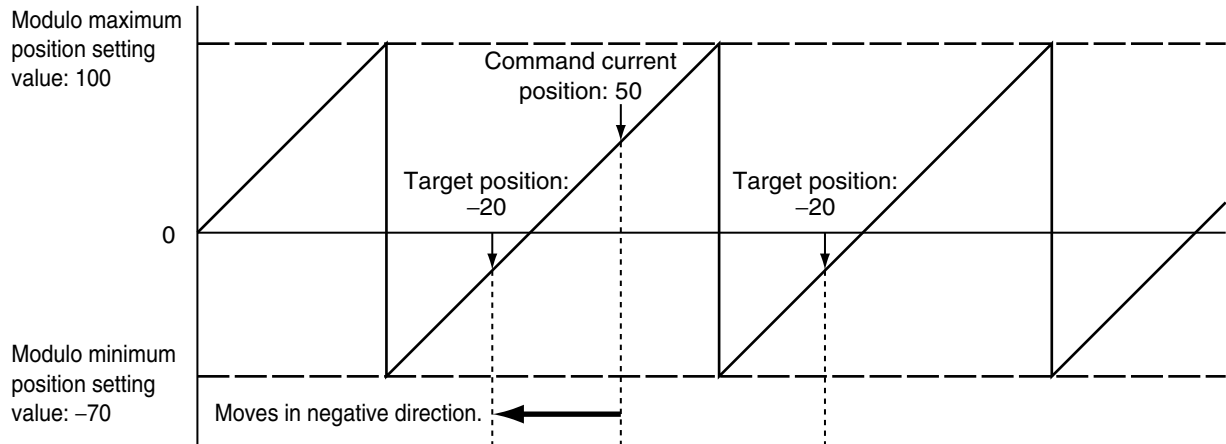 Modulo maximum
position setting
value: 100
Command current
position: 50
Target position:
–20
Target position:
–20
0
Modulo minimum
position setting
value: –70
Moves in negative direction.